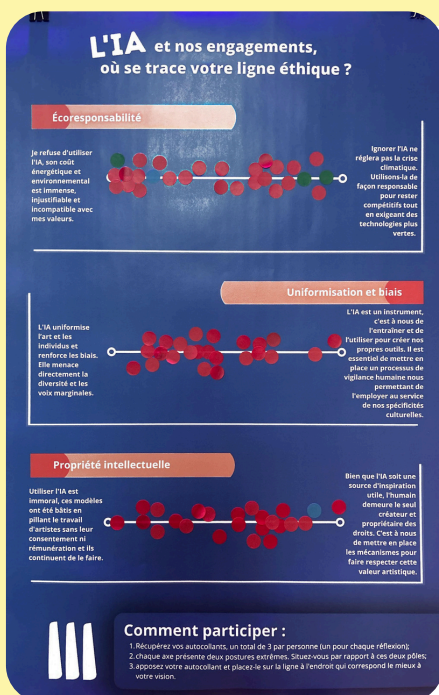 L'IA et nos engagements,
où se trace votre ligne éthique ?
Écoresponsabilité
Je refuse d'utiliser
l'IA, son coût
énergétique et
environnemental
est immense,
injustifiable et
incompatible avec
mes valeurs.
Ignorer l'IA ne
réglera pas la crise
climatique.
Utilisons-la de
façon responsable
pour rester
compétitifs tout
en exigeant des
technologies plus
vertes.
Uniformisation et biais
L'IA uniformise
l'art et les
individus et
renforce les biais.
Elle menace
directement la
diversité et les
voix marginales.
L'IA est un instrument,
c'est à nous de
l'entraîner et de
l'utiliser pour créer nos
propres outils. Il est
essentiel de mettre en
place un processus de
vigilance humaine nous
permettant de
l'employer au service
de nos spécificités
culturelles.
Propriété intellectuelle
Utiliser l'IA est
immoral, ces modèles
ont été bâtis en
pillant le travail
d'artistes sans leur
consentement ni
rémunération et ils
continuent de le faire.
Bien que l'IA soit une
source d'inspiration
utile, l'humain
demeure le seul
créateur et
propriétaire des
droits. C'est à nous
de mettre en place
les mécanismes pour
faire respecter cette
valeur artistique.
Comment participer :
1. Récupérez vos autocollants, un total de 3 par personne (un pour chaque réflexion);
2. chaque axe présente deux postures extrêmes. Situez-vous par rapport à ces deux pôles;
3. apposez votre autocollant et placez-le sur la ligne à l'endroit qui correspond le mieux à
votre vision.